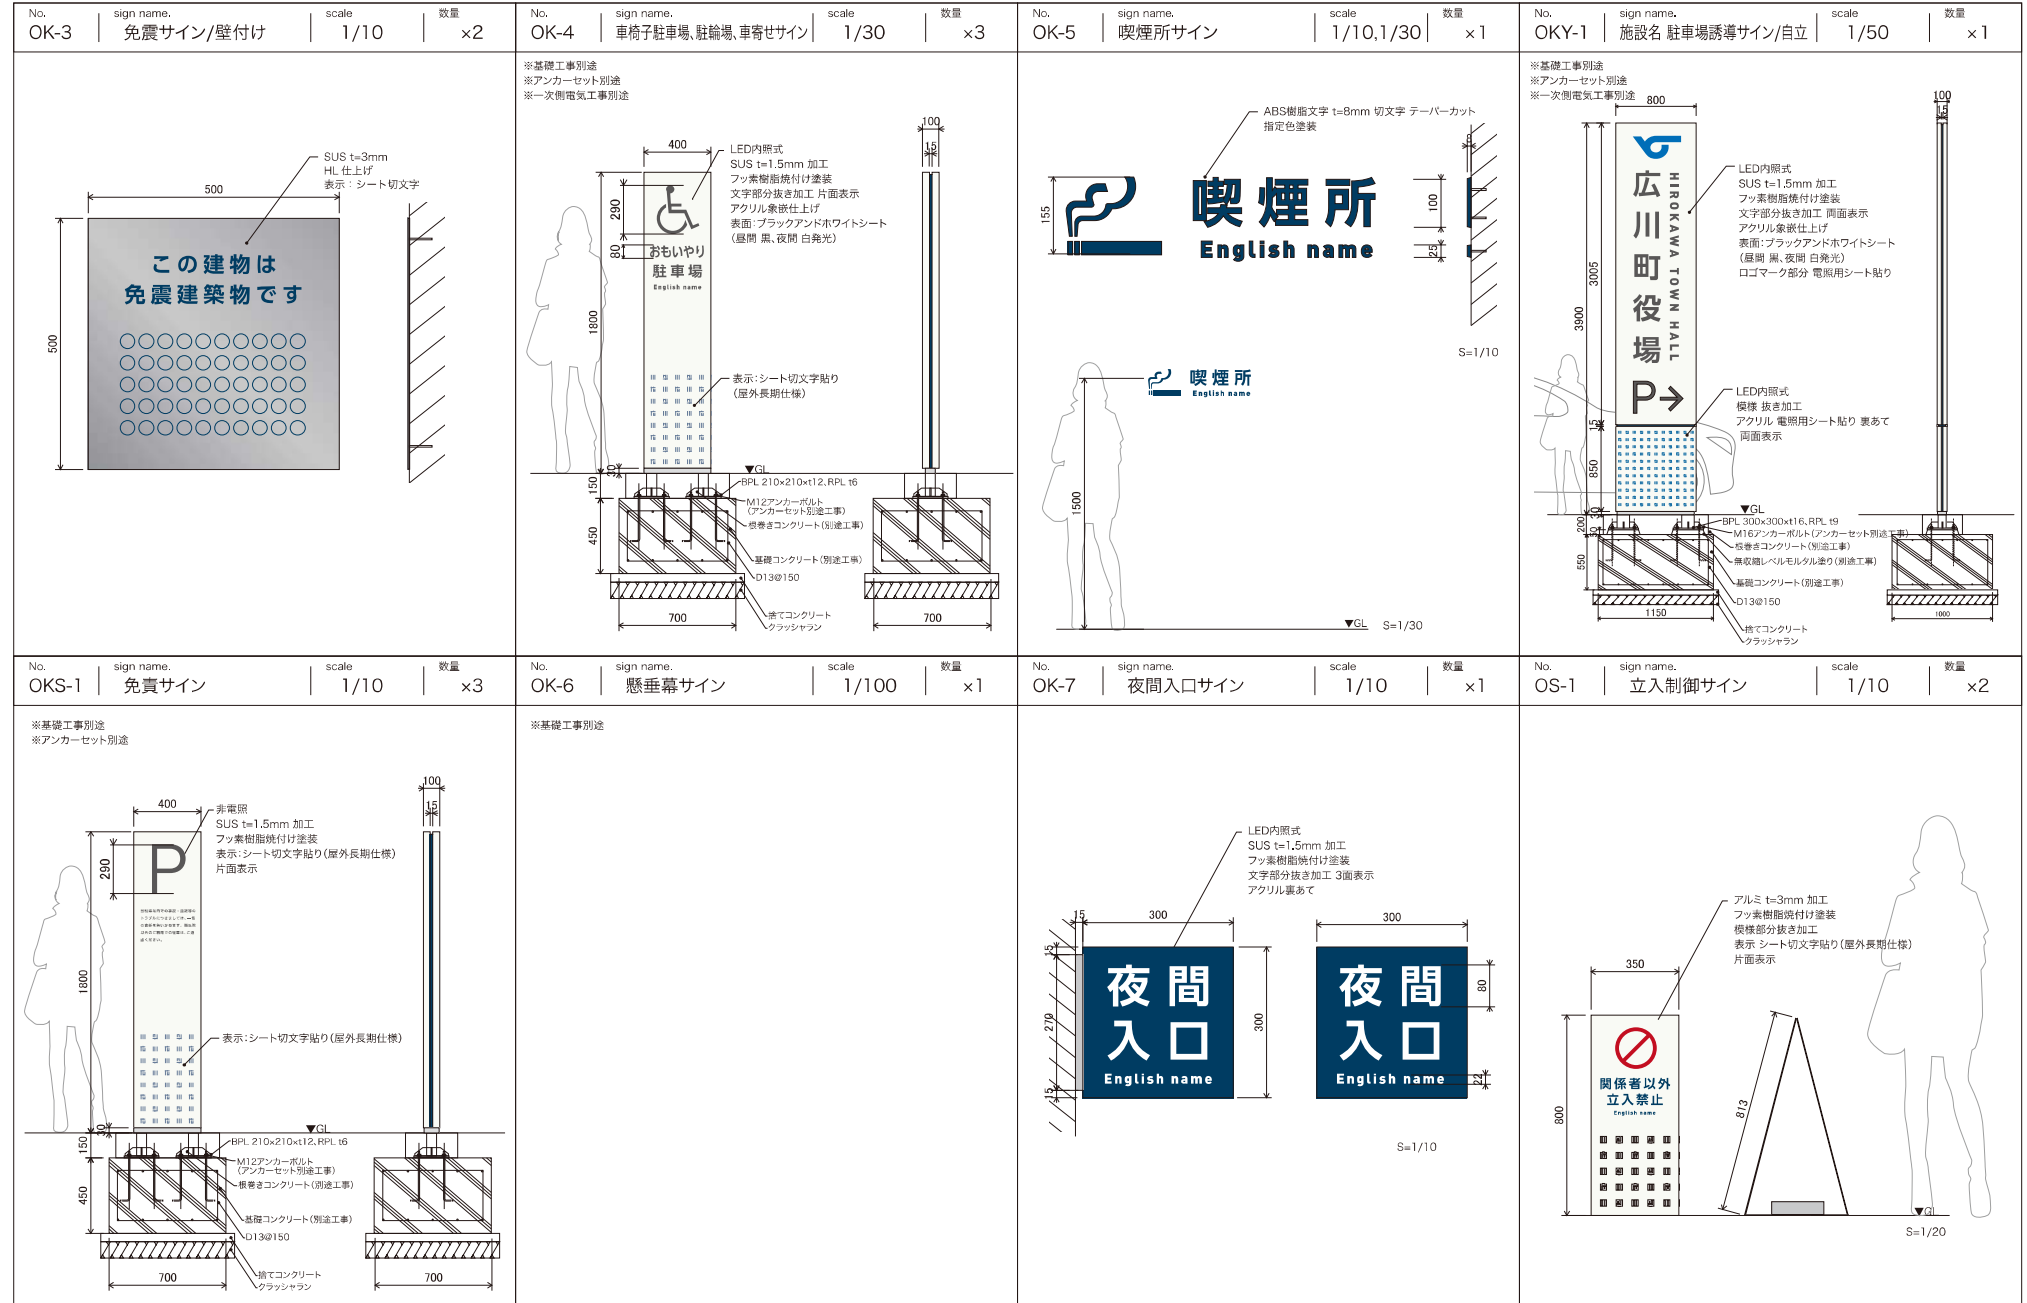 No.
OK-3
sign name.
免震サイン/壁付け
scale
1/10
数量
×2
SUS t=3mm
HL 仕上げ
表示：シート切文字
500
500
この建物は
免震建築物です
No.
OK-4
sign name.
車椅子駐車場、駐輪場、車寄せサイン
scale
1/30
数量
×3
※基礎工事別途
※アンカーセット別途
※一次側電気工事別途
400
100
15
LED内照式
SUS t=1.5mm 加工
フッ素樹脂焼付け塗装
文字部分抜き加工 片面表示
アクリル象嵌仕上げ
表面：ブラックアンドホワイトシート
（昼間 黒、夜間 白発光）
290
80
おもいやり
駐車場
English name
1800
表示：シート切文字貼り
（屋外長期仕様）
30
▼GL
150
BPL 210×210×t12、RPL t6
M12アンカーボルト
（アンカーセット別途工事）
根巻きコンクリート（別途工事）
450
基礎コンクリート（別途工事）
D13@150
捨てコンクリート
クラッシャラン
700
700
No.
OK-5
sign name.
喫煙所サイン
scale
1/10,1/30
数量
×1
ABS樹脂文字 t=8mm 切文字 テーパーカット
指定色塗装
8
155
喫煙所
English name
100
25
S=1/10
喫煙所
English name
1500
▼GL
S=1/30
No.
OKY-1
sign name.
施設名 駐車場誘導サイン/自立
scale
1/50
数量
×1
※基礎工事別途
※アンカーセット別途
※一次側電気工事別途
800
100
15
広川町役場
HIROKAWA TOWN HALL
P→
LED内照式
SUS t=1.5mm 加工
フッ素樹脂焼付け塗装
文字部分抜き加工 両面表示
アクリル象嵌仕上げ
表面：ブラックアンドホワイトシート
（昼間 黒、夜間 白発光）
ロゴマーク部分 電照用シート貼り
3005
3900
15
850
LED内照式
模様 抜き加工
アクリル 電照用シート貼り 裏あて
両面表示
30
▼GL
200
50
550
BPL 300×300×t16、RPL t9
M16アンカーボルト（アンカーセット別途工事）
根巻きコンクリート（別途工事）
無収縮レベルモルタル塗り（別途工事）
基礎コンクリート（別途工事）
D13@150
捨てコンクリート
クラッシャラン
1150
1000
No.
OKS-1
sign name.
免責サイン
scale
1/10
数量
×3
※基礎工事別途
※アンカーセット別途
400
100
15
非電照
SUS t=1.5mm 加工
フッ素樹脂焼付け塗装
表示：シート切文字貼り（屋外長期仕様）
片面表示
290
P
1800
表示：シート切文字貼り（屋外長期仕様）
30
▼GL
150
BPL 210×210×t12、RPL t6
M12アンカーボルト
（アンカーセット別途工事）
根巻きコンクリート（別途工事）
450
基礎コンクリート（別途工事）
D13@150
捨てコンクリート
クラッシャラン
700
700
No.
OK-6
sign name.
懸垂幕サイン
scale
1/100
数量
×1
※基礎工事別途
No.
OK-7
sign name.
夜間入口サイン
scale
1/10
数量
×1
LED内照式
SUS t=1.5mm 加工
フッ素樹脂焼付け塗装
文字部分抜き加工 3面表示
アクリル裏あて
15
300
300
15
270
15
夜間
入口
English name
300
夜間
入口
English name
80
22
S=1/10
No.
OS-1
sign name.
立入制御サイン
scale
1/10
数量
×2
アルミ t=3mm 加工
フッ素樹脂焼付け塗装
模様部分抜き加工
表示 シート切文字貼り（屋外長期仕様）
片面表示
350
800
関係者以外
立入禁止
English name
813
▼GL
S=1/20